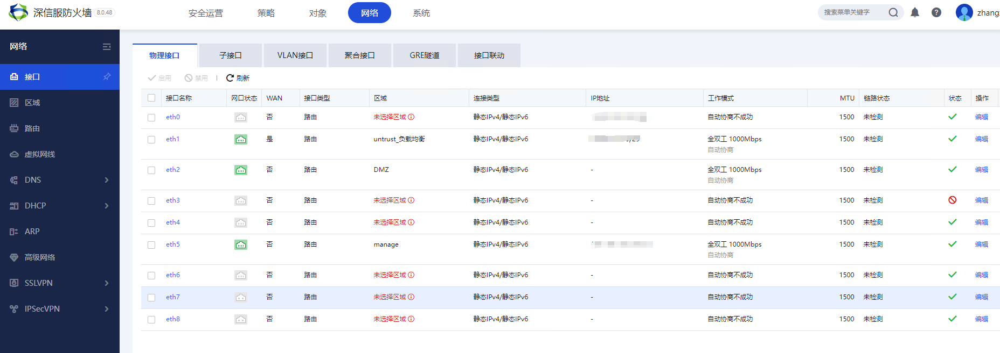 深信服防火墙 8.0.48 安全运营 策略 对象 网络 系统 搜索菜单关键字 zhang
网络
接口
区域
路由
虚拟网线
DNS
DHCP
ARP
高级网络
SSLVPN
IPSecVPN
物理接口 子接口 VLAN接口 聚合接口 GRE隧道 接口联动
启用 禁用 刷新
接口名称 网口状态 WAN 接口类型 区域 连接类型 IP地址 工作模式 MTU 链路状态 状态 操作
eth0 否 路由 未选择区域 静态IPv4/静态IPv6 自动协商不成功 1500 未检测 编辑
eth1 是 路由 untrust_负载均衡 静态IPv4/静态IPv6 全双工 1000Mbps 1500 未检测 编辑
自动协商
eth2 否 路由 DMZ 静态IPv4/静态IPv6 - 全双工 1000Mbps 1500 未检测 编辑
自动协商
eth3 否 路由 未选择区域 静态IPv4/静态IPv6 - 自动协商不成功 1500 未检测 编辑
eth4 否 路由 未选择区域 静态IPv4/静态IPv6 - 自动协商不成功 1500 未检测 编辑
eth5 否 路由 manage 静态IPv4/静态IPv6 全双工 1000Mbps 1500 未检测 编辑
自动协商
eth6 否 路由 未选择区域 静态IPv4/静态IPv6 - 自动协商不成功 1500 未检测 编辑
eth7 否 路由 未选择区域 静态IPv4/静态IPv6 - 自动协商不成功 1500 未检测 编辑
eth8 否 路由 未选择区域 静态IPv4/静态IPv6 - 自动协商不成功 1500 未检测 编辑